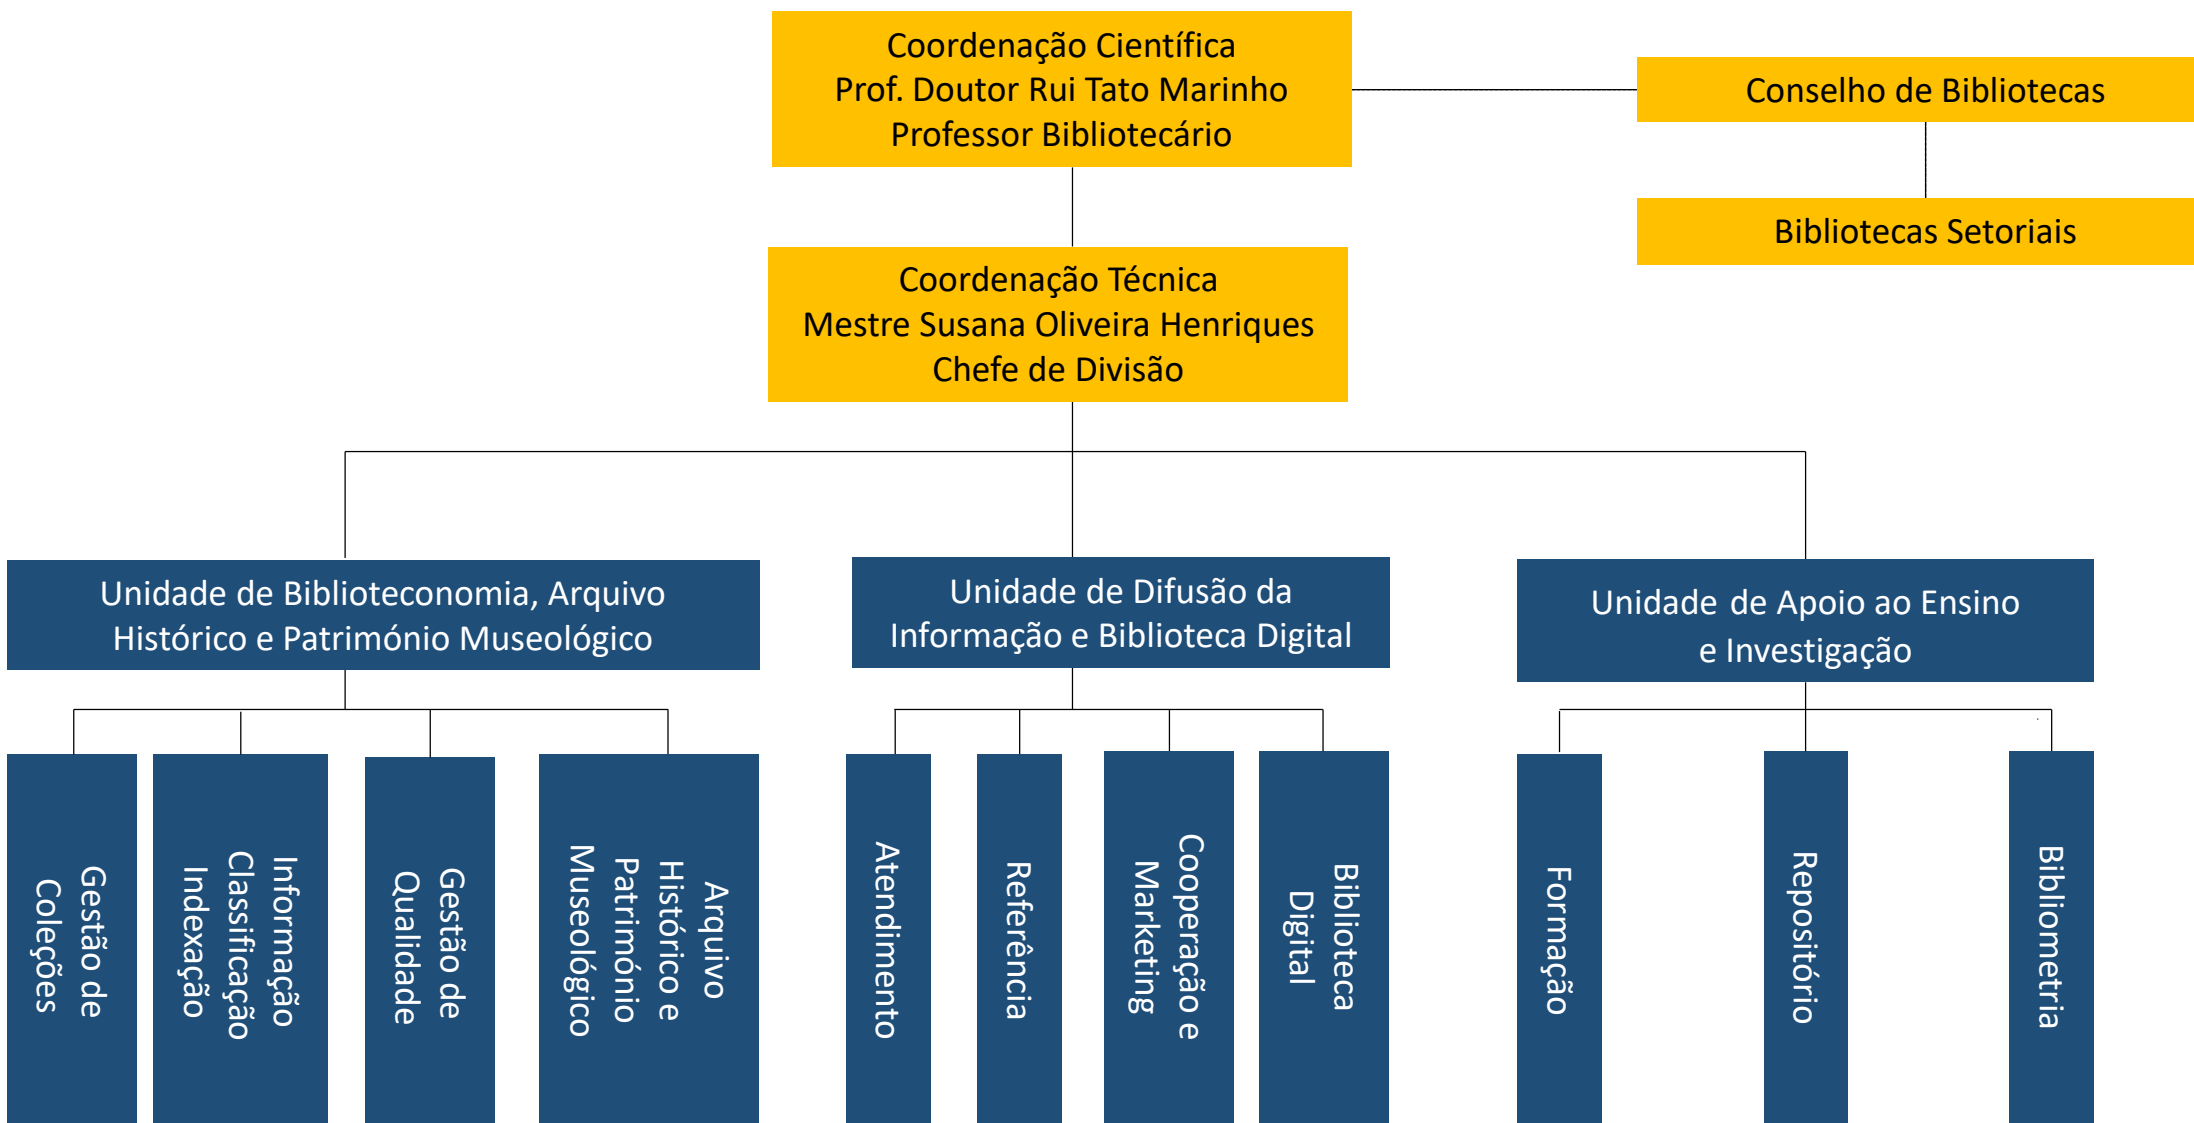 Coordenação Científica
Prof. Doutor Rui Tato Marinho
Professor Bibliotecário
Conselho de Bibliotecas
Bibliotecas Setoriais
Coordenação Técnica
Mestre Susana Oliveira Henriques
Chefe de Divisão
Unidade de Biblioteconomia, Arquivo
Histórico e Património Museológico
Unidade de Difusão da
Informação e Biblioteca Digital
Unidade de Apoio ao Ensino
e Investigação
Gestão de
Coleções
Informação
Classificação
Indexação
Gestão de
Qualidade
Arquivo
Histórico e
Património
Museológico
Atendimento
Referência
Cooperação e
Marketing
Biblioteca
Digital
Formação
Repositório
Bibliometria